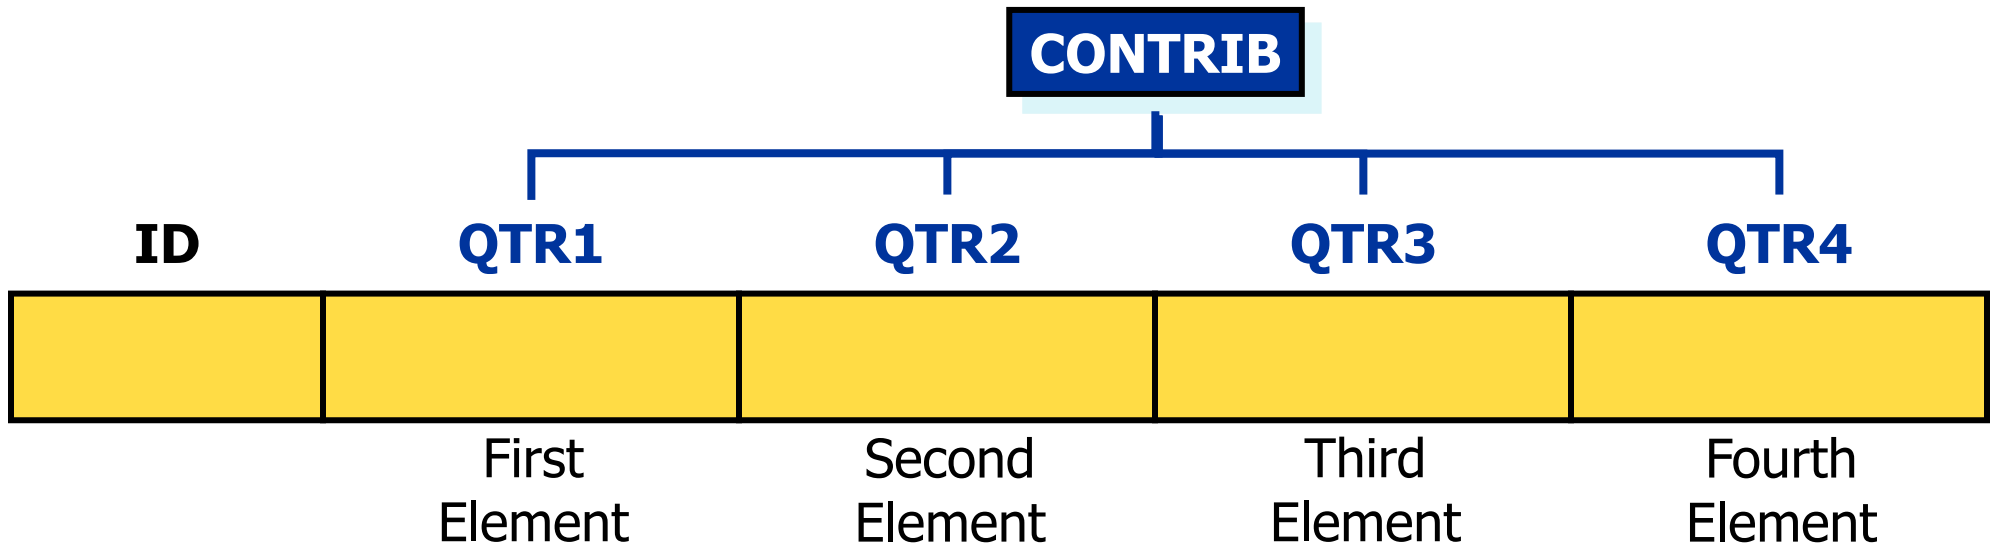 CONTRIB
ID QTR1 QTR2 QTR3 QTR4
First Second Third Fourth
Element Element Element Element